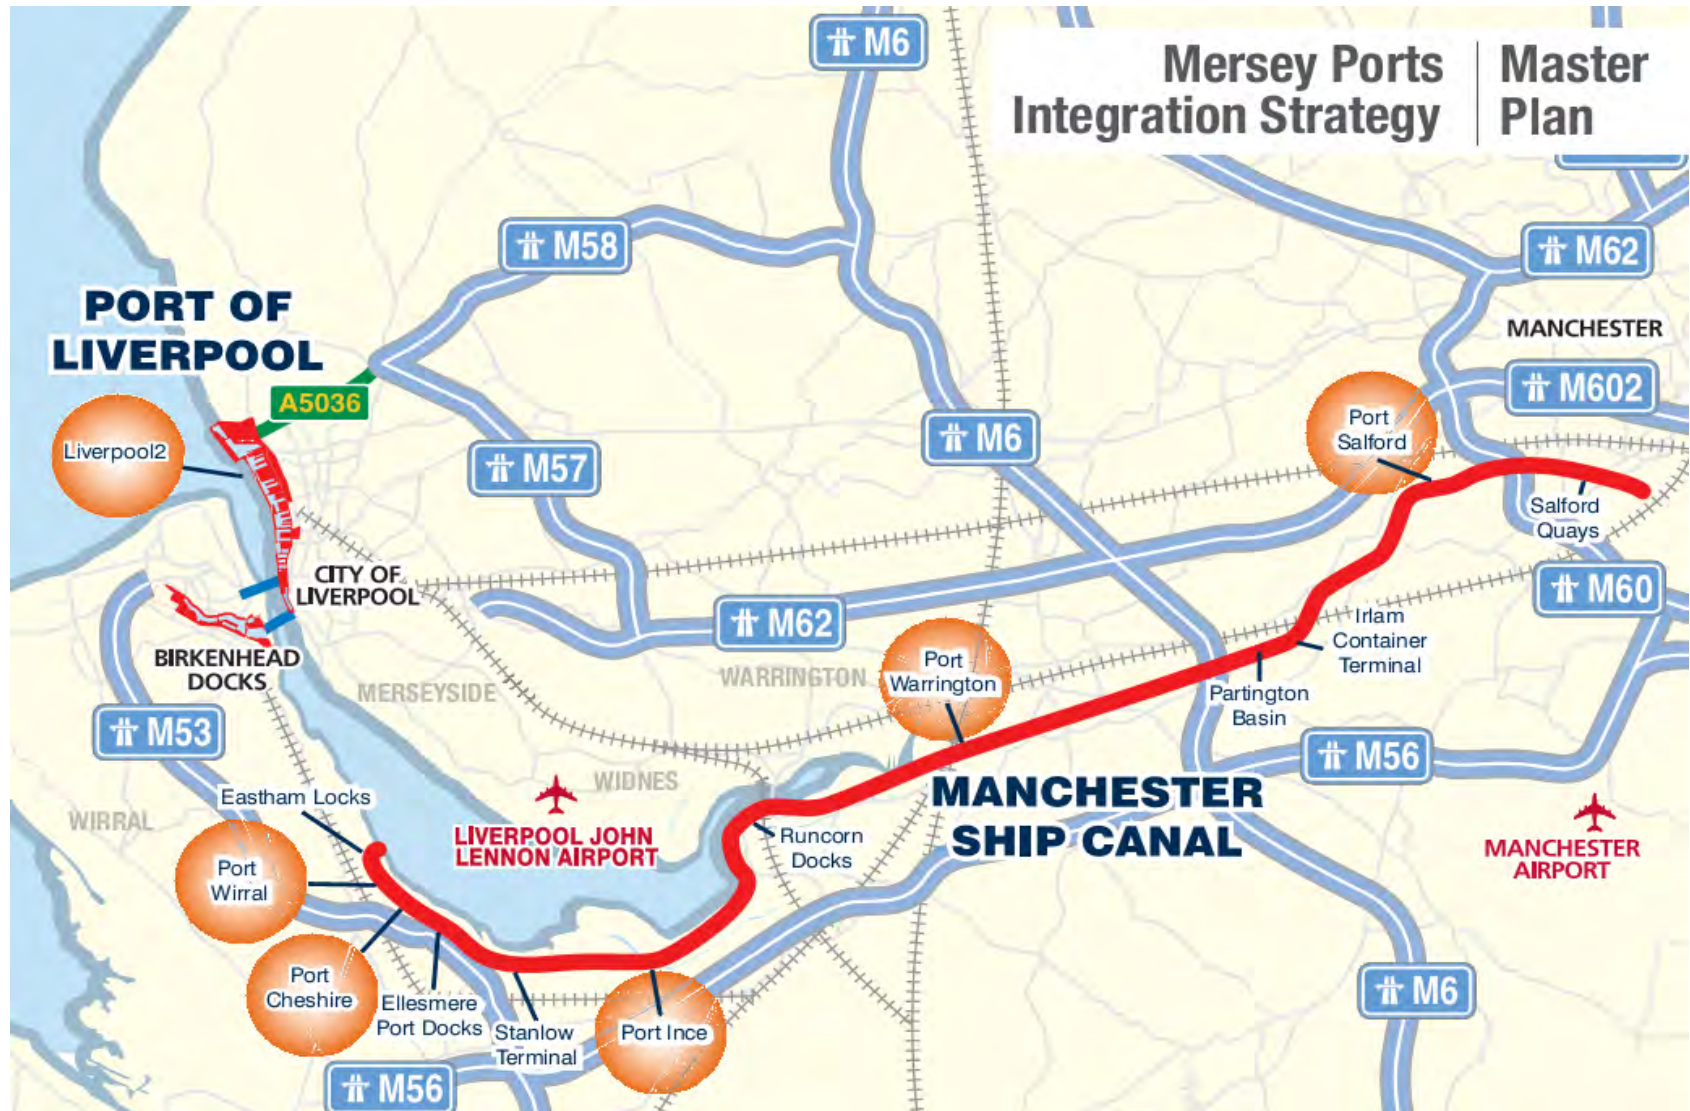 Mersey Ports
Integration Strategy
Master
Plan
M6
M58
M62
PORT OF
LIVERPOOL
MANCHESTER
M602
A5036
Liverpool2
Port
Salford
M57
M6
Salford
Quays
CITY OF
LIVERPOOL
M60
M62
Irlam
Container
Terminal
BIRKENHEAD
DOCKS
MERSEYSIDE
WARRINGTON
Port
Warrington
Partington
Basin
M53
M56
WIDNES
Eastham Locks
WIRRAL
MANCHESTER
SHIP CANAL
LIVERPOOL JOHN
LENNON AIRPORT
Runcorn
Docks
MANCHESTER
AIRPORT
Port
Wirral
Port
Cheshire
Ellesmere
Port Docks
Stanlow
Terminal
Port Ince
M6
M56